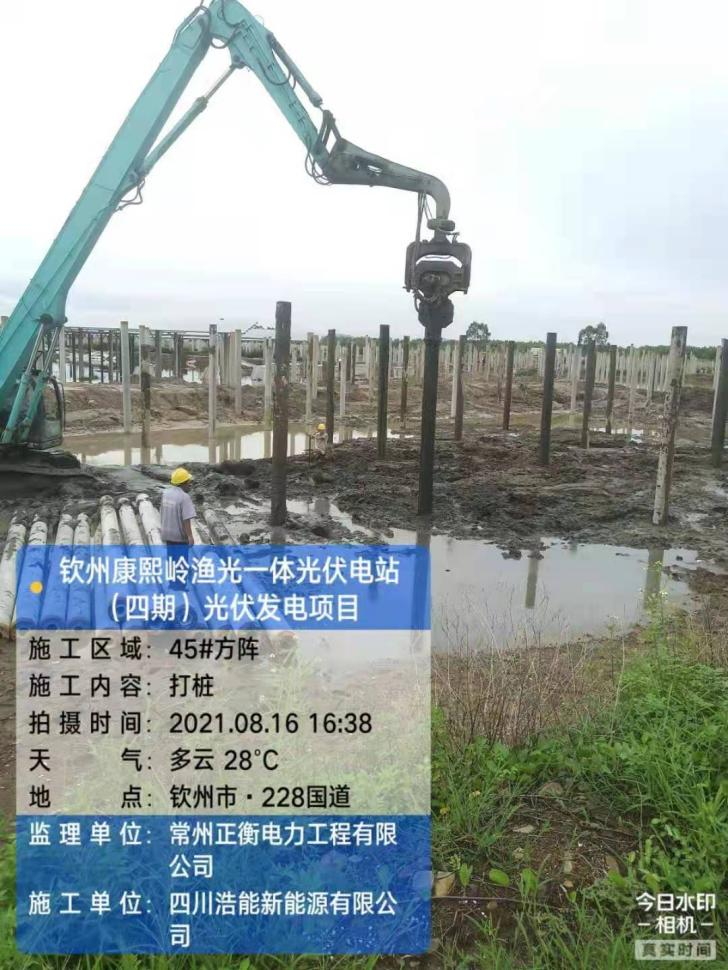 钦州康熙岭渔光一体光伏电站
（四期）光伏发电项目
施工区域：45#方阵
施工内容：打桩
拍摄时间：2021.08.16 16:38
天气：多云 28℃
地点：钦州市·228国道
监理单位：常州正衡电力工程有限
公司
施工单位：四川浩能新能源有限公
司
今日水印
-相机-
真实时间